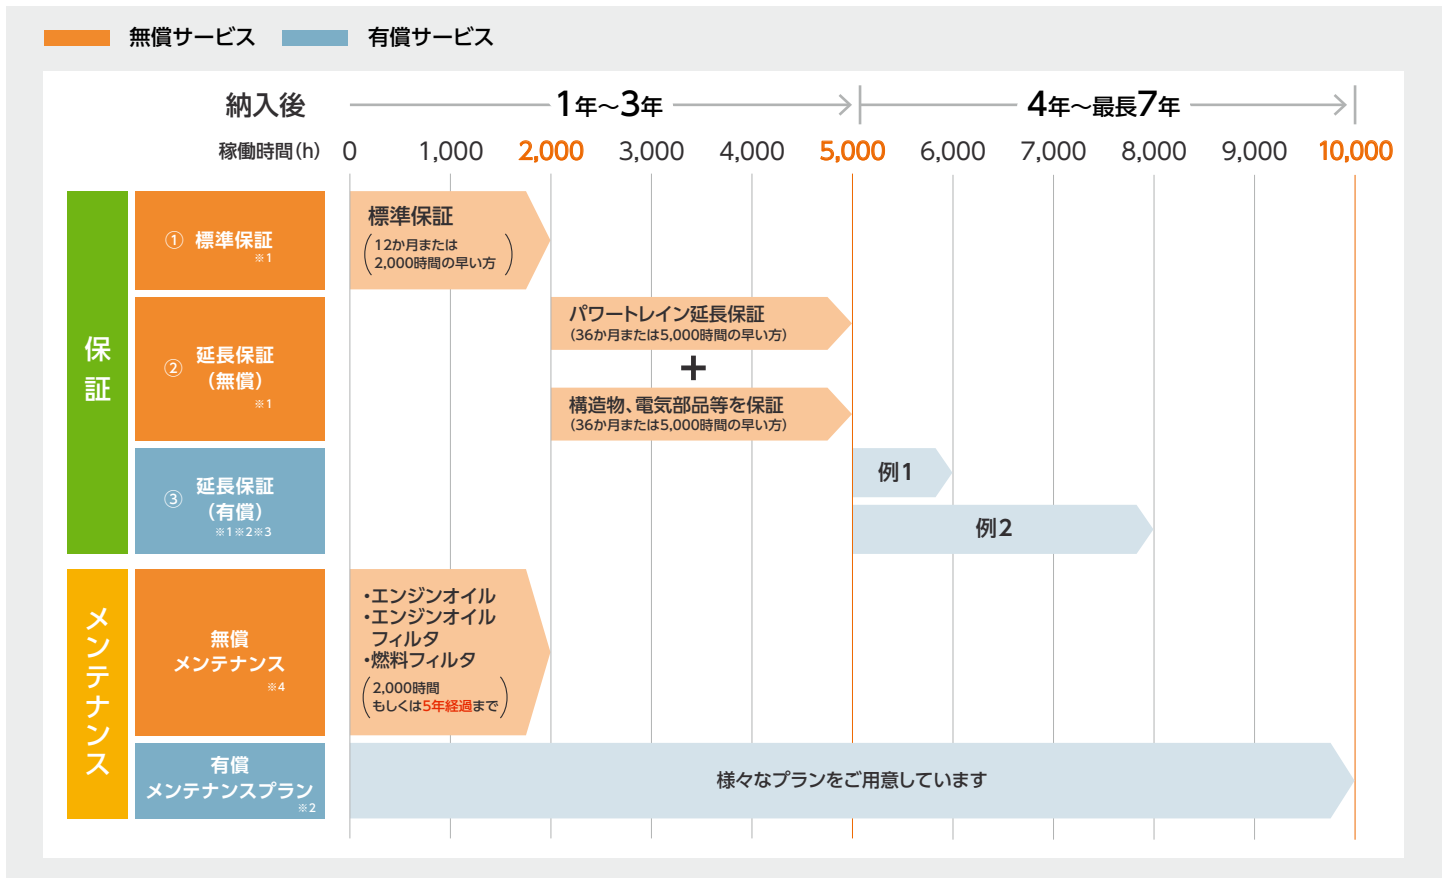 無償サービス 有償サービス
納入後 1年～3年 4年～最長7年
稼働時間(h) 0 1,000 2,000 3,000 4,000 5,000 6,000 7,000 8,000 9,000 10,000
保証
① 標準保証
※1
標準保証
(12か月または
2,000時間の早い方)
② 延長保証
(無償)
※1
パワートレイン延長保証
(36か月または5,000時間の早い方)
+
構造物、電気部品等を保証
(36か月または5,000時間の早い方)
③ 延長保証
(有償)
※1※2※3
例1
例2
メンテナンス
無償
メンテナンス
※4
・エンジンオイル
・エンジンオイル
フィルタ
・燃料フィルタ
(2,000時間
もしくは5年経過まで)
有償
メンテナンスプラン
※2
様々なプランをご用意しています